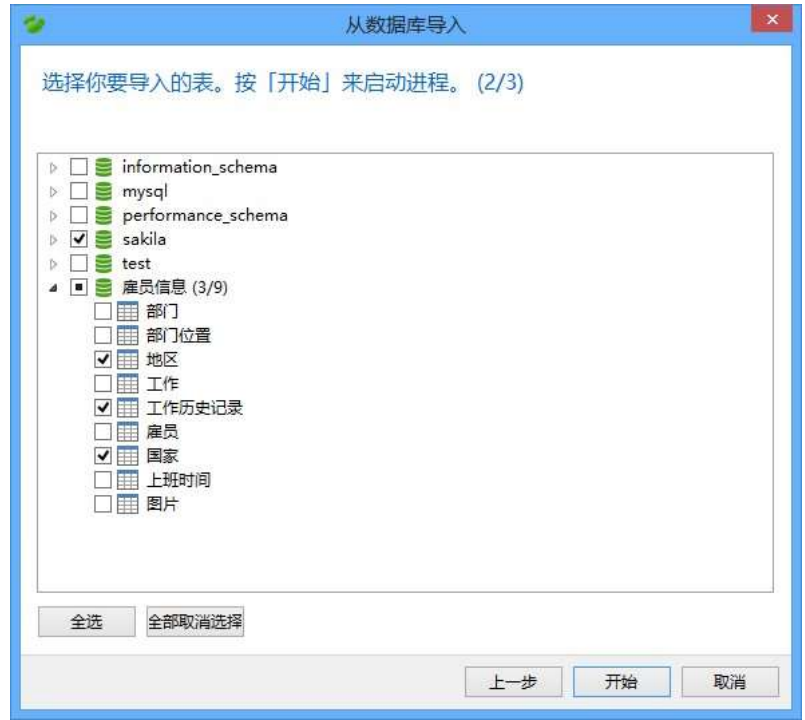 从数据库导入
选择你要导入的表。按「开始」来启动进程。 (2/3)
information_schema
mysql
performance_schema
sakila
test
雇员信息 (3/9)
部门
部门位置
地区
工作
工作历史记录
雇员
国家
上班时间
图片
全选 全部取消选择
上一步 开始 取消